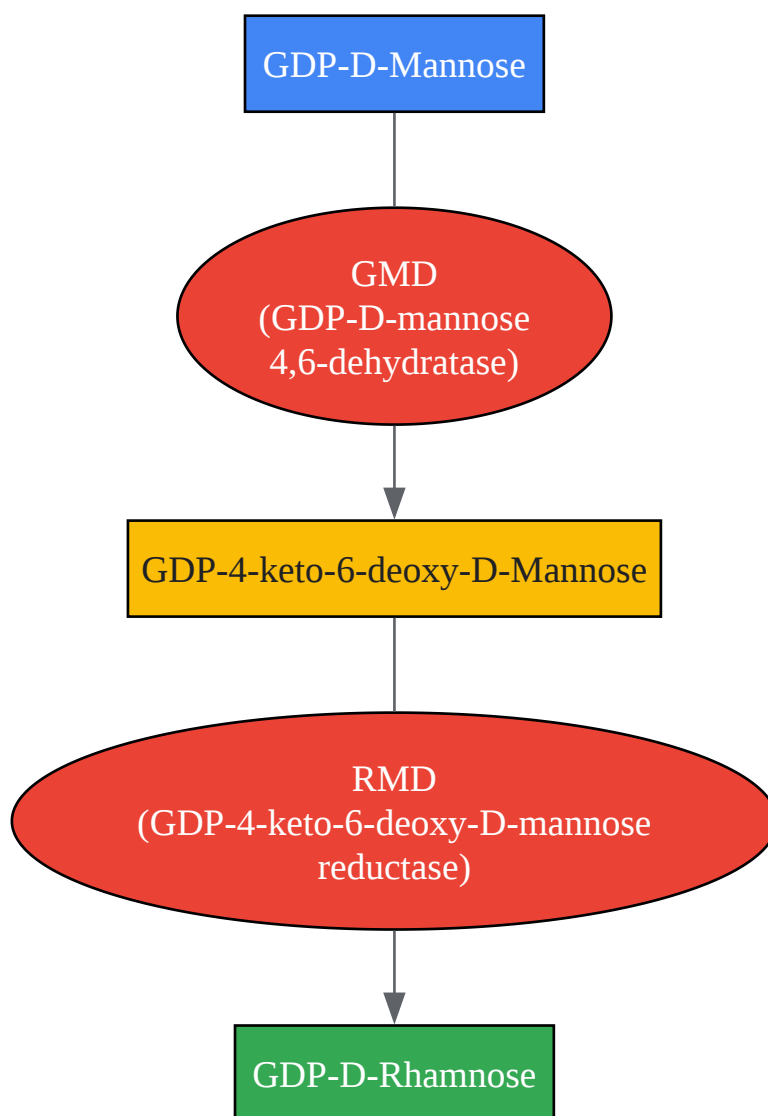 GDP-D-Mannose
GMD
(GDP-D-mannose
4,6-dehydratase)
GDP-4-keto-6-deoxy-D-Mannose
RMD
(GDP-4-keto-6-deoxy-D-mannose
reductase)
GDP-D-Rhamnose